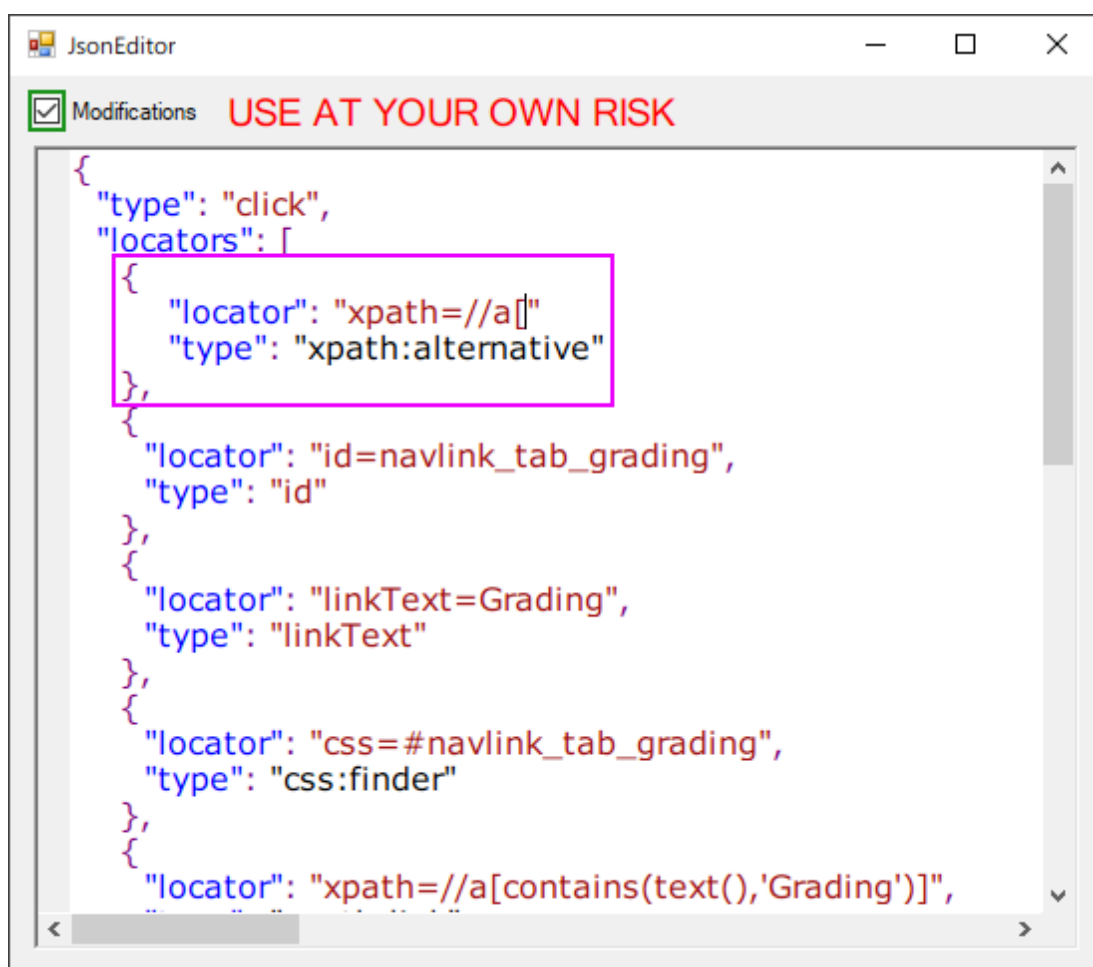 JsonEditor
Modifications USE AT YOUR OWN RISK
{
"type": "click",
"locators": [
{
"locator": "xpath=//a["
"type": "xpath:alternative"
},
{
"locator": "id=navlink_tab_grading",
"type": "id"
},
{
"locator": "linkText=Grading",
"type": "linkText"
},
{
"locator": "css=#navlink_tab_grading",
"type": "css:finder"
},
{
"locator": "xpath=//a[contains(text(),'Grading')]",